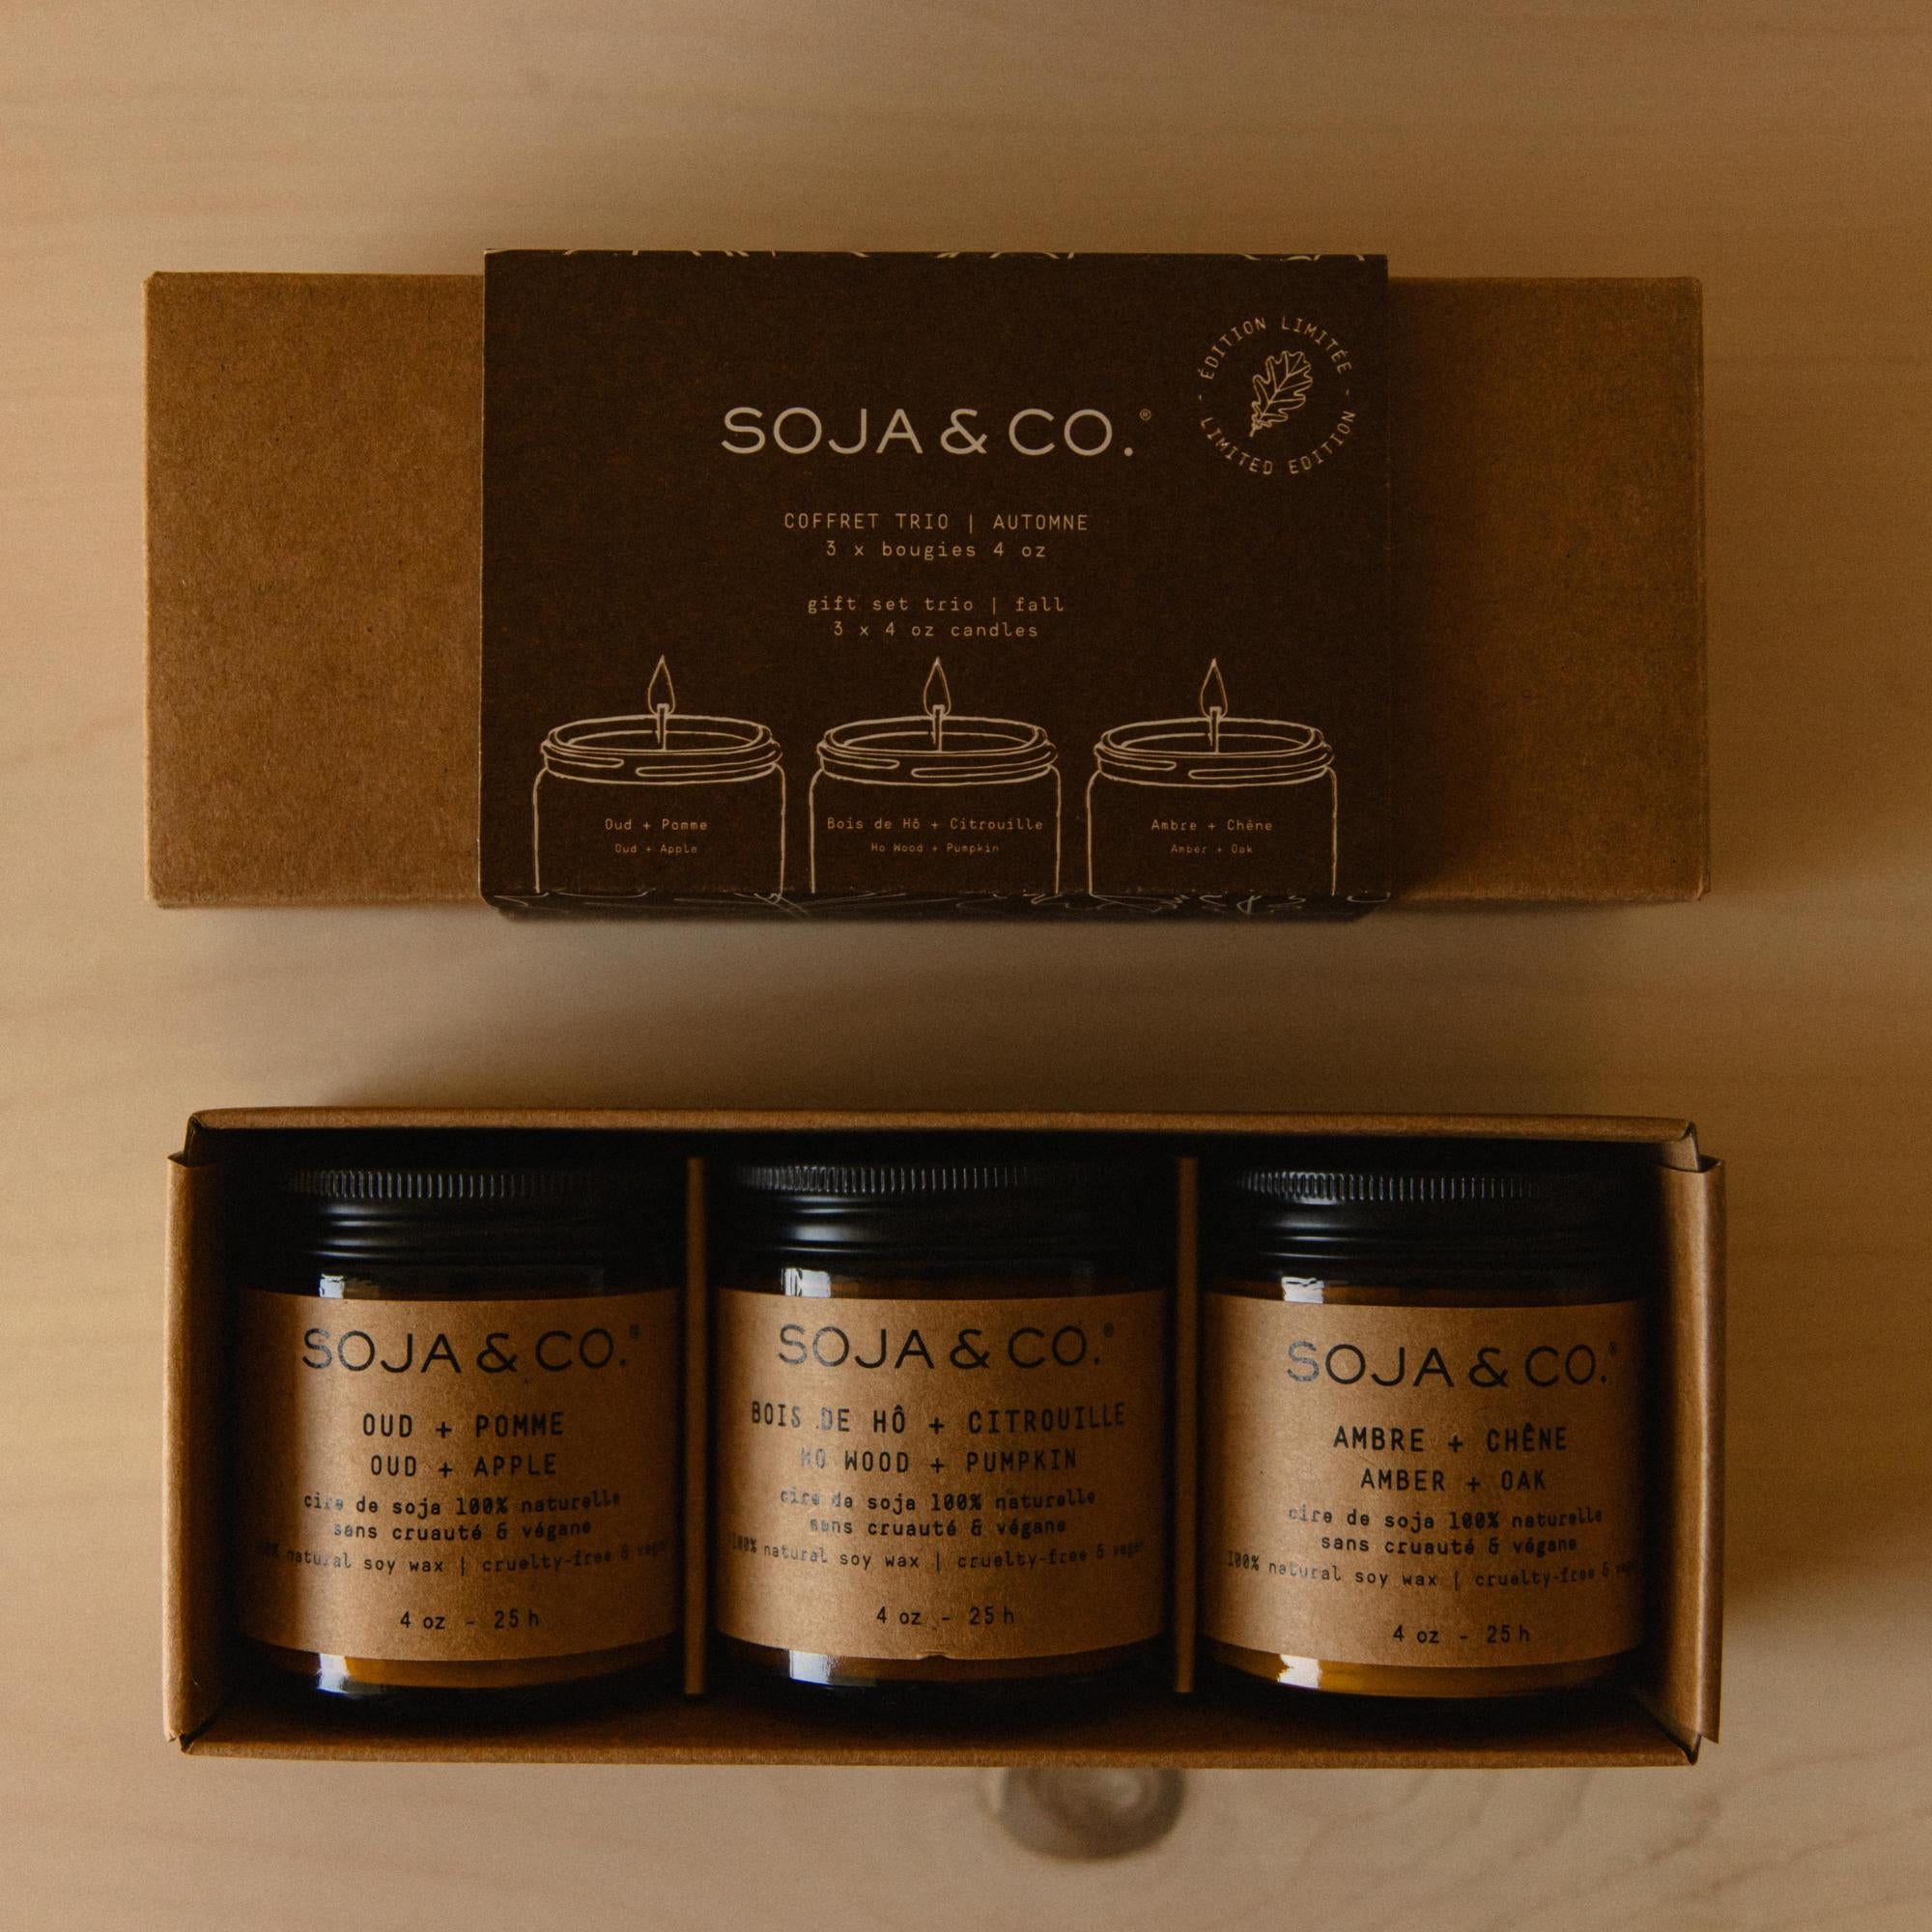 ÉDITION LIMITÉE
- LIMITED EDITION -
SOJA & CO.®
COFFRET TRIO | AUTOMNE
3 x bougies 4 oz
gift set trio | fall
3 x 4 oz candles
Oud + Pomme
Oud + Apple
Bois de Hô + Citrouille
Ho Wood + Pumpkin
Ambre + Chêne
Amber + Oak
SOJA & CO.®
OUD + POMME
OUD + APPLE
cire de soja 100% naturelle
sans cruauté & végane
natural soy wax | cruelty-free &
4 oz - 25 h
SOJA & CO.®
BOIS DE HÔ + CITROUILLE
HO WOOD + PUMPKIN
cire de soja 100% naturelle
sans cruauté & végane
100% natural soy wax | cruelty-free & vegan
4 oz - 25 h
SOJA & CO.®
AMBRE + CHÊNE
AMBER + OAK
cire de soja 100% naturelle
sans cruauté & végane
100% natural soy wax | cruelty-free &
4 oz - 25 h